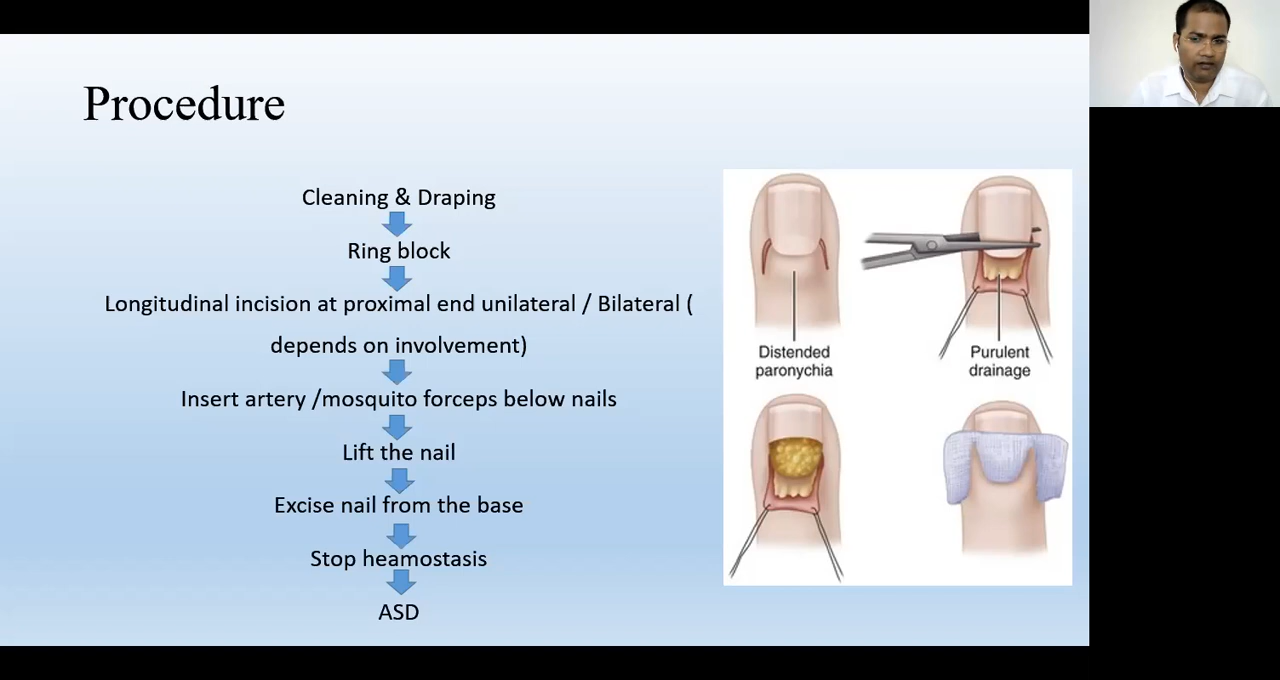 Procedure
Cleaning & Draping
Ring block
Longitudinal incision at proximal end unilateral / Bilateral (
depends on involvement)
Insert artery /mosquito forceps below nails
Lift the nail
Excise nail from the base
Stop heamostasis
ASD
Distended
paronychia
Purulent
drainage